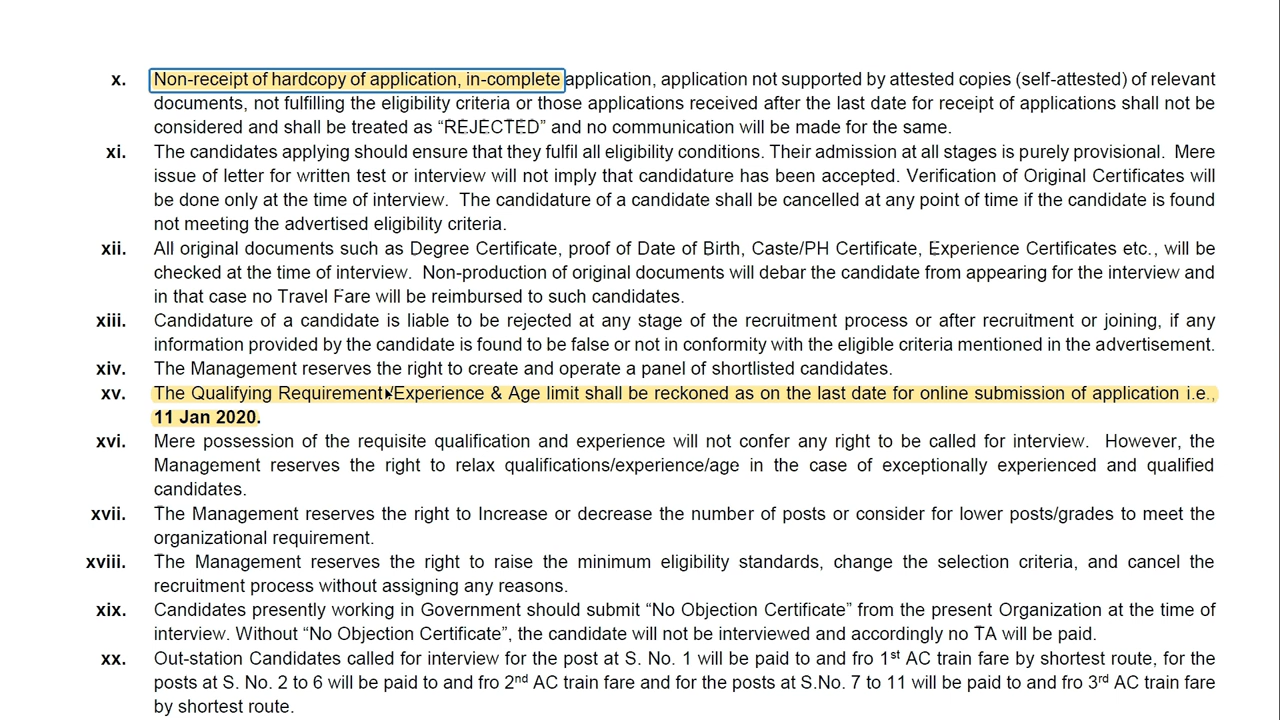 x. Non-receipt of hardcopy of application, in-complete application, application not supported by attested copies (self-attested) of relevant
documents, not fulfilling the eligibility criteria or those applications received after the last date for receipt of applications shall not be
considered and shall be treated as “REJECTED” and no communication will be made for the same.
xi. The candidates applying should ensure that they fulfil all eligibility conditions. Their admission at all stages is purely provisional. Mere
issue of letter for written test or interview will not imply that candidature has been accepted. Verification of Original Certificates will
be done only at the time of interview. The candidature of a candidate shall be cancelled at any point of time if the candidate is found
not meeting the advertised eligibility criteria.
xii. All original documents such as Degree Certificate, proof of Date of Birth, Caste/PH Certificate, Experience Certificates etc., will be
checked at the time of interview. Non-production of original documents will debar the candidate from appearing for the interview and
in that case no Travel Fare will be reimbursed to such candidates.
xiii. Candidature of a candidate is liable to be rejected at any stage of the recruitment process or after recruitment or joining, if any
information provided by the candidate is found to be false or not in conformity with the eligible criteria mentioned in the advertisement.
xiv. The Management reserves the right to create and operate a panel of shortlisted candidates.
xv. The Qualifying Requirement/Experience & Age limit shall be reckoned as on the last date for online submission of application i.e.,
11 Jan 2020.
xvi. Mere possession of the requisite qualification and experience will not confer any right to be called for interview. However, the
Management reserves the right to relax qualifications/experience/age in the case of exceptionally experienced and qualified
candidates.
xvii. The Management reserves the right to Increase or decrease the number of posts or consider for lower posts/grades to meet the
organizational requirement.
xviii. The Management reserves the right to raise the minimum eligibility standards, change the selection criteria, and cancel the
recruitment process without assigning any reasons.
xix. Candidates presently working in Government should submit “No Objection Certificate” from the present Organization at the time of
interview. Without “No Objection Certificate”, the candidate will not be interviewed and accordingly no TA will be paid.
xx. Out-station Candidates called for interview for the post at S. No. 1 will be paid to and fro 1st AC train fare by shortest route, for the
posts at S. No. 2 to 6 will be paid to and fro 2nd AC train fare and for the posts at S.No. 7 to 11 will be paid to and fro 3rd AC train fare
by shortest route.